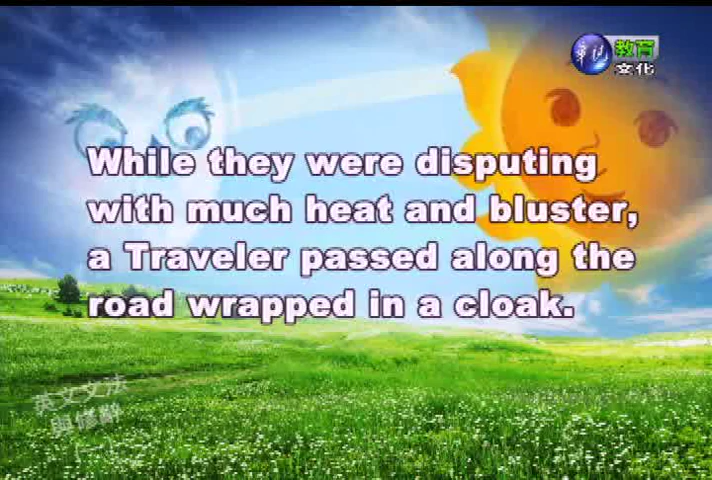 華視
教育
文化
While they were disputing
with much heat and bluster,
a Traveler passed along the
road wrapped in a cloak.
英文文法
與修辭